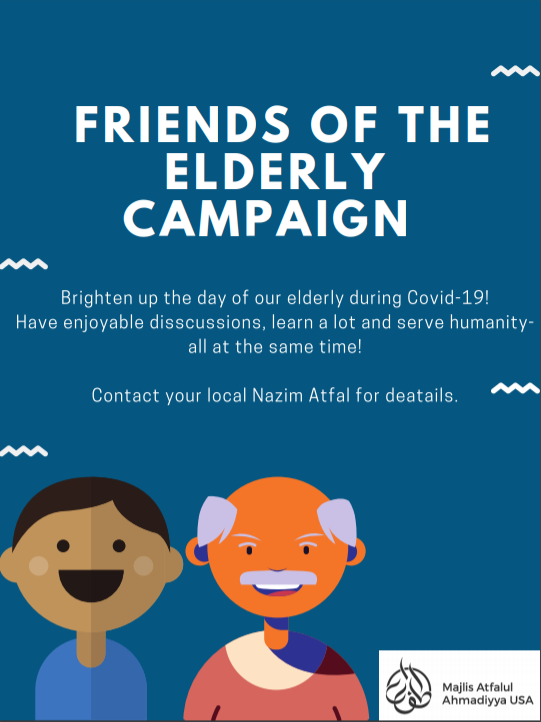 FRIENDS OF THE
ELDERLY
CAMPAIGN
Brighten up the day of our elderly during Covid-19!
Have enjoyable disscussions, learn a lot and serve humanity-
all at the same time!
Contact your local Nazim Atfal for deatails.
Majlis Atfalul
Ahmadiyya USA